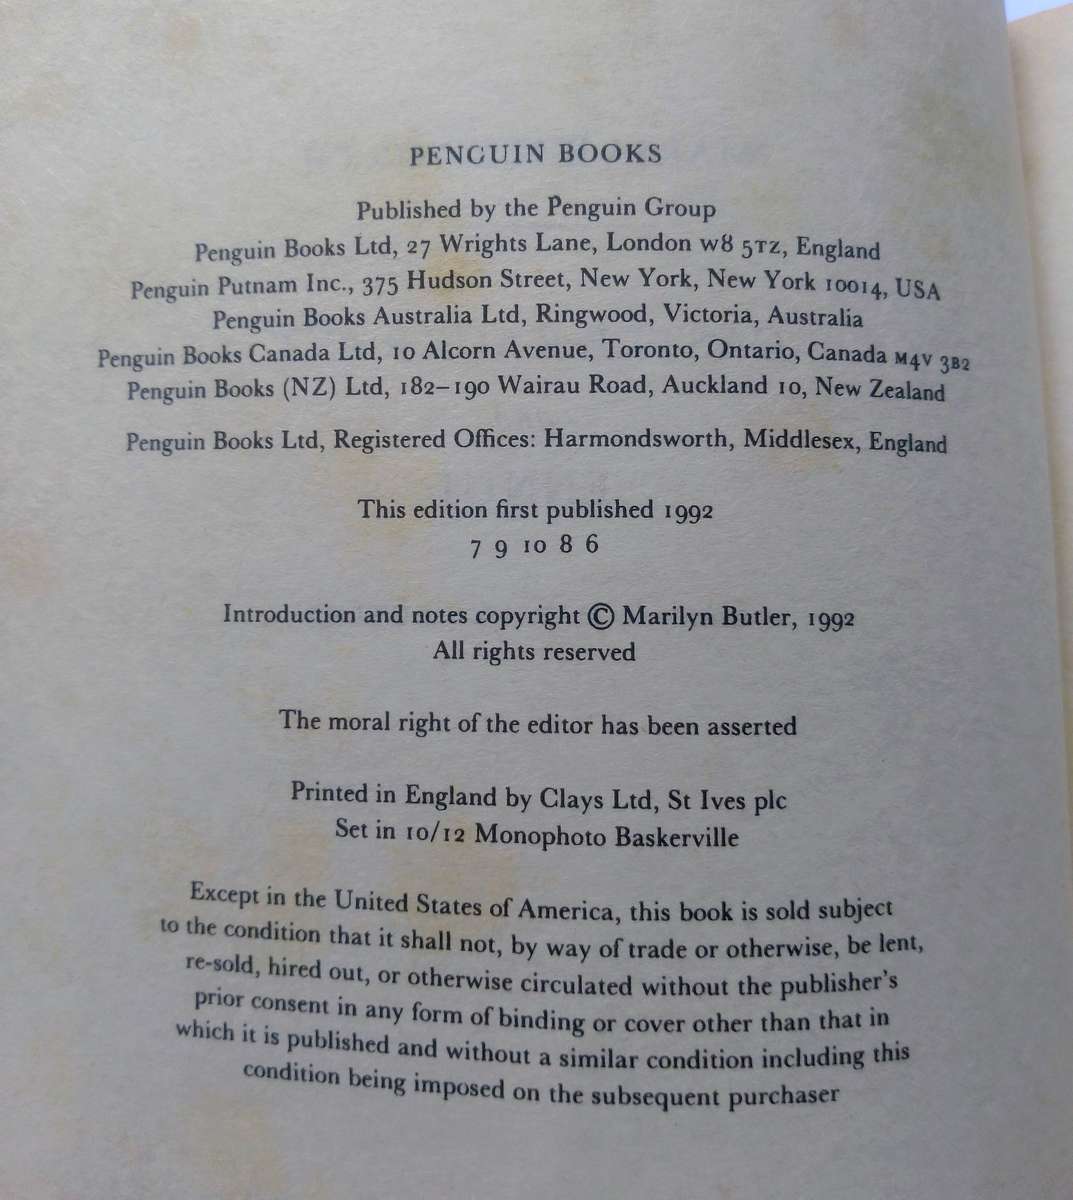 PENGUIN BOOKS
Published by the Penguin Group
Penguin Books Ltd, 27 Wrights Lane, London W8 5TZ, England
Penguin Putnam Inc., 375 Hudson Street, New York, New York 10014, USA
Penguin Books Australia Ltd, Ringwood, Victoria, Australia
Penguin Books Canada Ltd, 10 Alcorn Avenue, Toronto, Ontario, Canada M4V 3B2
Penguin Books (NZ) Ltd, 182–190 Wairau Road, Auckland 10, New Zealand
Penguin Books Ltd, Registered Offices: Harmondsworth, Middlesex, England
This edition first published 1992
7 9 10 8 6
Introduction and notes copyright © Marilyn Butler, 1992
All rights reserved
The moral right of the editor has been asserted
Printed in England by Clays Ltd, St Ives plc
Set in 10/12 Monophoto Baskerville
Except in the United States of America, this book is sold subject
to the condition that it shall not, by way of trade or otherwise, be lent,
re-sold, hired out, or otherwise circulated without the publisher's
prior consent in any form of binding or cover other than that in
which it is published and without a similar condition including this
condition being imposed on the subsequent purchaser